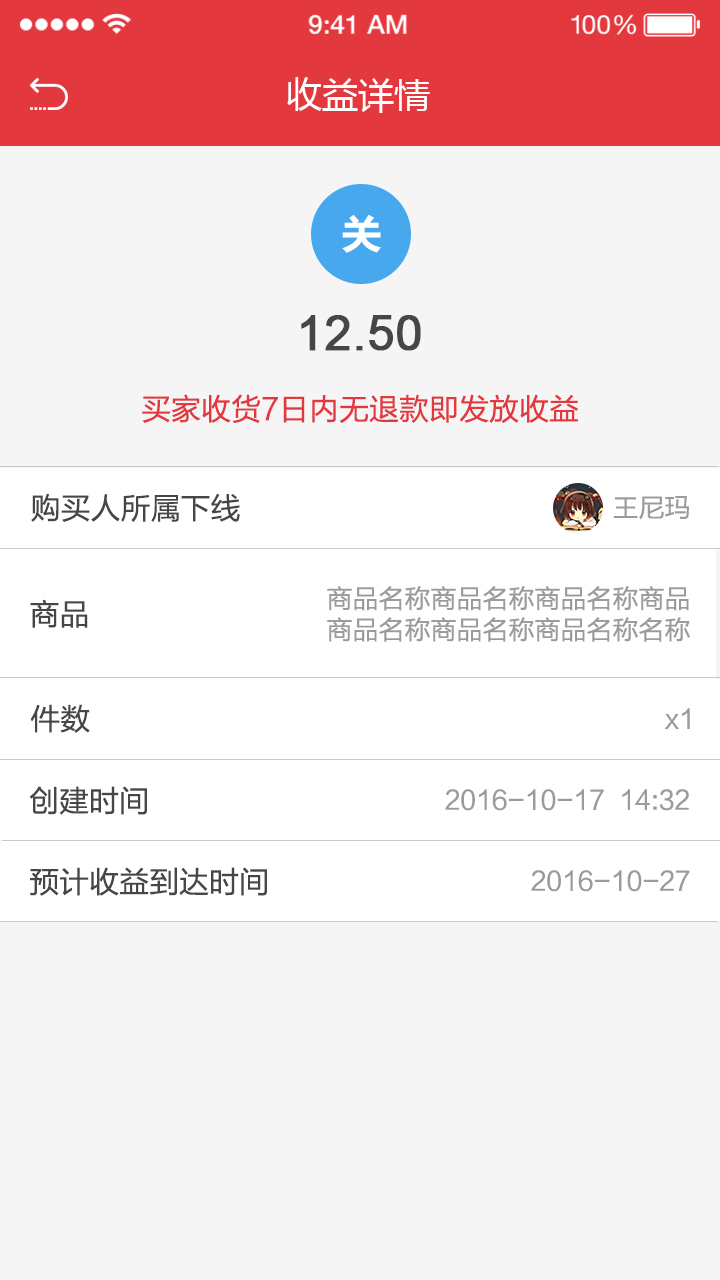 9:41 AM 100%
收益详情
关
12.50
买家收货7日内无退款即发放收益
购买人所属下线 王尼玛
商品 商品名称商品名称商品名称商品
商品名称商品名称商品名称名称
件数 x1
创建时间 2016-10-17 14:32
预计收益到达时间 2016-10-27